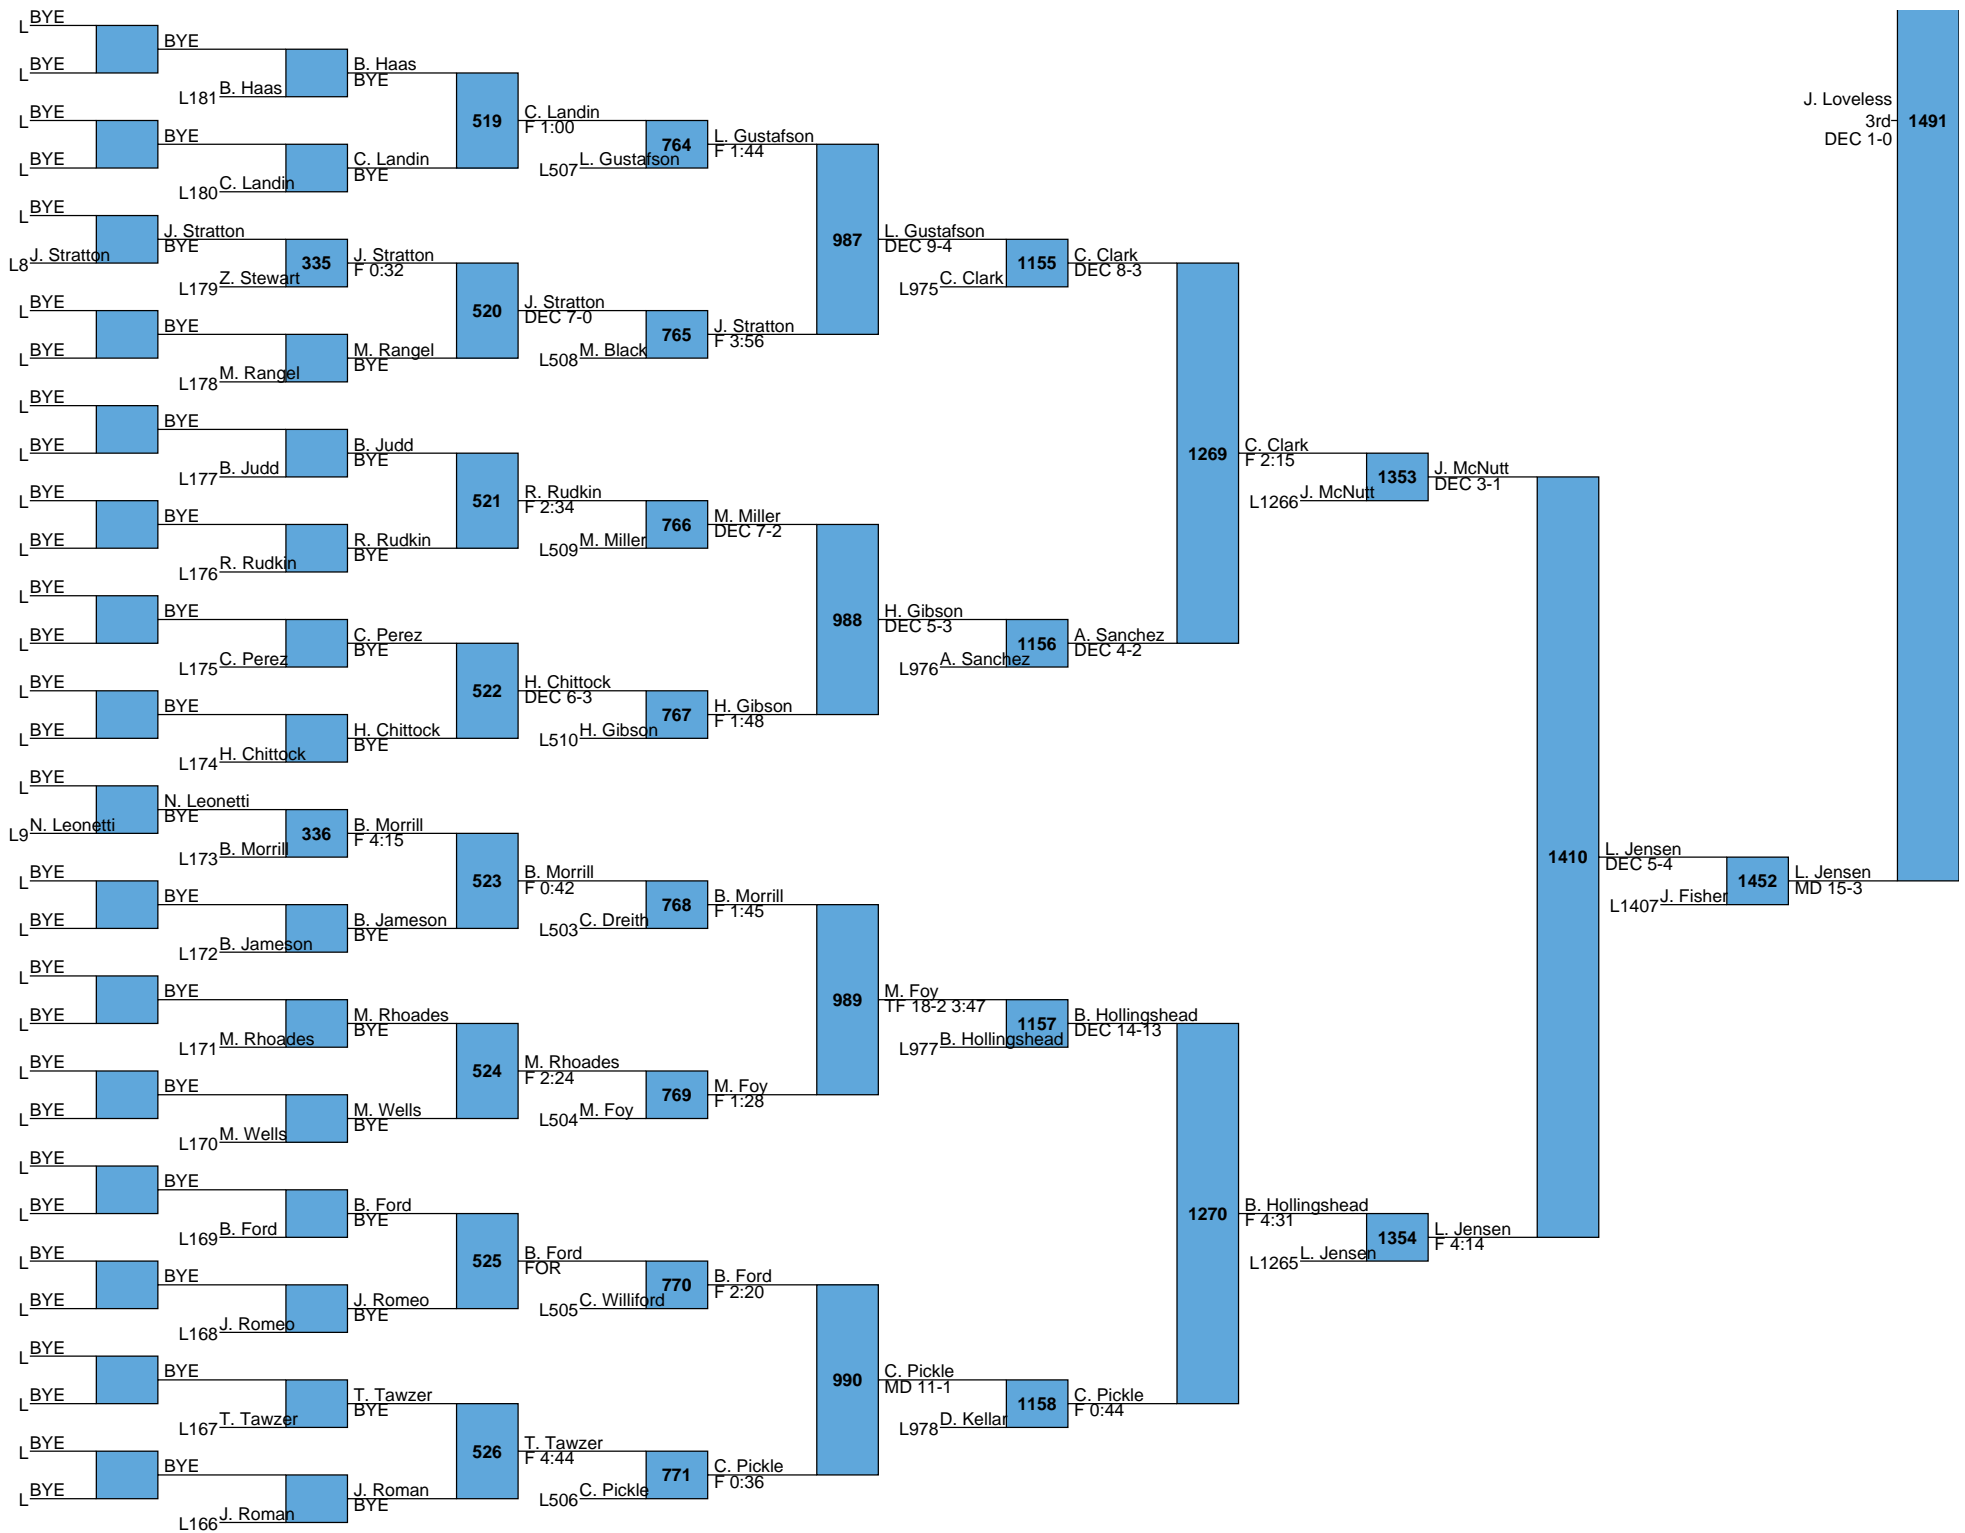 BYE
L
BYE
L
BYE
L181 B. Haas
B. Haas
BYE
BYE
L
BYE
L
BYE
L180 C. Landin
C. Landin
BYE
519
C. Landin
F 1:00
L507 L. Gustafson
764
L. Gustafson
F 1:44
BYE
L
L8 J. Stratton
J. Stratton
BYE
L179 Z. Stewart
335
J. Stratton
F 0:32
BYE
L
BYE
L
BYE
L178 M. Rangel
M. Rangel
BYE
520
J. Stratton
DEC 7-0
L508 M. Black
765
J. Stratton
F 3:56
987
L. Gustafson
DEC 9-4
L975 C. Clark
1155
C. Clark
DEC 8-3
BYE
L
BYE
L
BYE
L177 B. Judd
B. Judd
BYE
BYE
L
BYE
L
BYE
L176 R. Rudkin
R. Rudkin
BYE
521
R. Rudkin
F 2:34
L509 M. Miller
766
M. Miller
DEC 7-2
BYE
L
BYE
L
BYE
L175 C. Perez
C. Perez
BYE
BYE
L
BYE
L
BYE
L174 H. Chittock
H. Chittock
BYE
522
H. Chittock
DEC 6-3
L510 H. Gibson
767
H. Gibson
F 1:48
988
H. Gibson
DEC 5-3
L976 A. Sanchez
1156
A. Sanchez
DEC 4-2
1269
C. Clark
F 2:15
L1266 J. McNutt
1353
J. McNutt
DEC 3-1
BYE
L
L9 N. Leonetti
N. Leonetti
BYE
L173 B. Morrill
336
B. Morrill
F 4:15
BYE
L
BYE
L
BYE
L172 B. Jameson
B. Jameson
BYE
523
B. Morrill
F 0:42
L503 C. Dreith
768
B. Morrill
F 1:45
BYE
L
BYE
L
BYE
L171 M. Rhoades
M. Rhoades
BYE
BYE
L
BYE
L
BYE
L170 M. Wells
M. Wells
BYE
524
M. Rhoades
F 2:24
L504 M. Foy
769
M. Foy
F 1:28
989
M. Foy
TF 18-2 3:47
L977 B. Hollingshead
1157
B. Hollingshead
DEC 14-13
BYE
L
BYE
L
BYE
L169 B. Ford
B. Ford
BYE
BYE
L
BYE
L
BYE
L168 J. Romeo
J. Romeo
BYE
525
B. Ford
FOR
L505 C. Williford
770
B. Ford
F 2:20
BYE
L
BYE
L
BYE
L167 T. Tawzer
T. Tawzer
BYE
BYE
L
BYE
L
BYE
L166 J. Roman
J. Roman
BYE
526
T. Tawzer
F 4:44
L506 C. Pickle
771
C. Pickle
F 0:36
990
C. Pickle
MD 11-1
L978 D. Kellar
1158
C. Pickle
F 0:44
1270
B. Hollingshead
F 4:31
L1265 L. Jensen
1354
L. Jensen
F 4:14
1410
L. Jensen
DEC 5-4
L1407 J. Fisher
1452
L. Jensen
MD 15-3
J. Loveless
3rd
DEC 1-0
1491